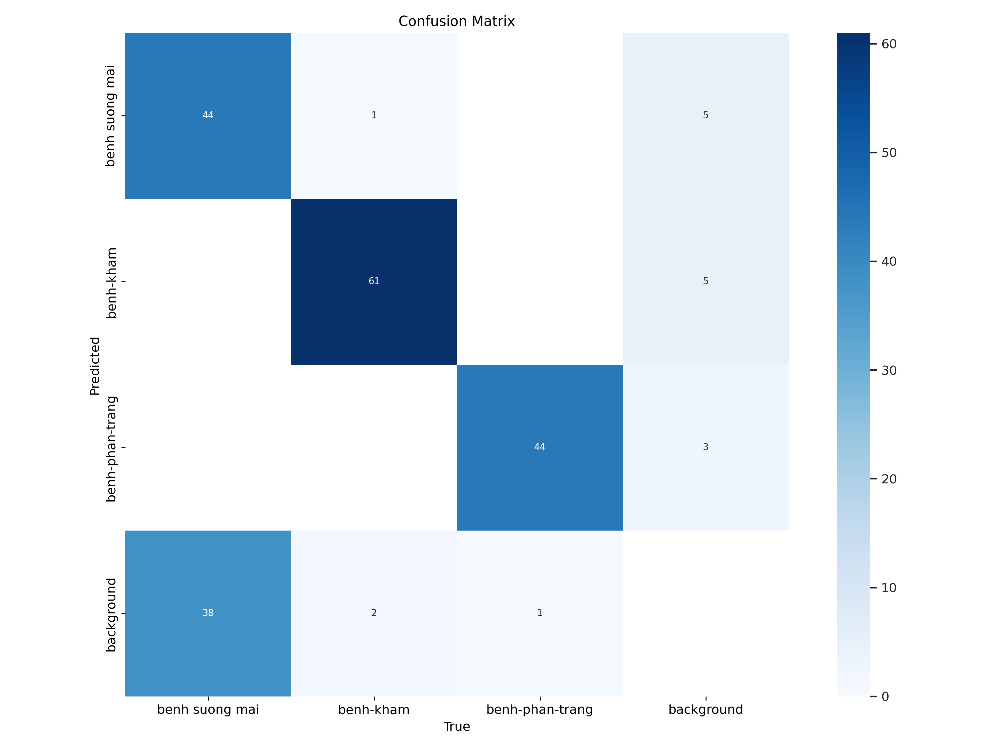 Confusion Matrix
benh suong mai
44
1
5
60
50
benh-kham
61
5
40
Predicted
30
benh-phan-trang
44
3
20
10
background
38
2
1
0
benh suong mai
benh-kham
benh-phan-trang
background
True